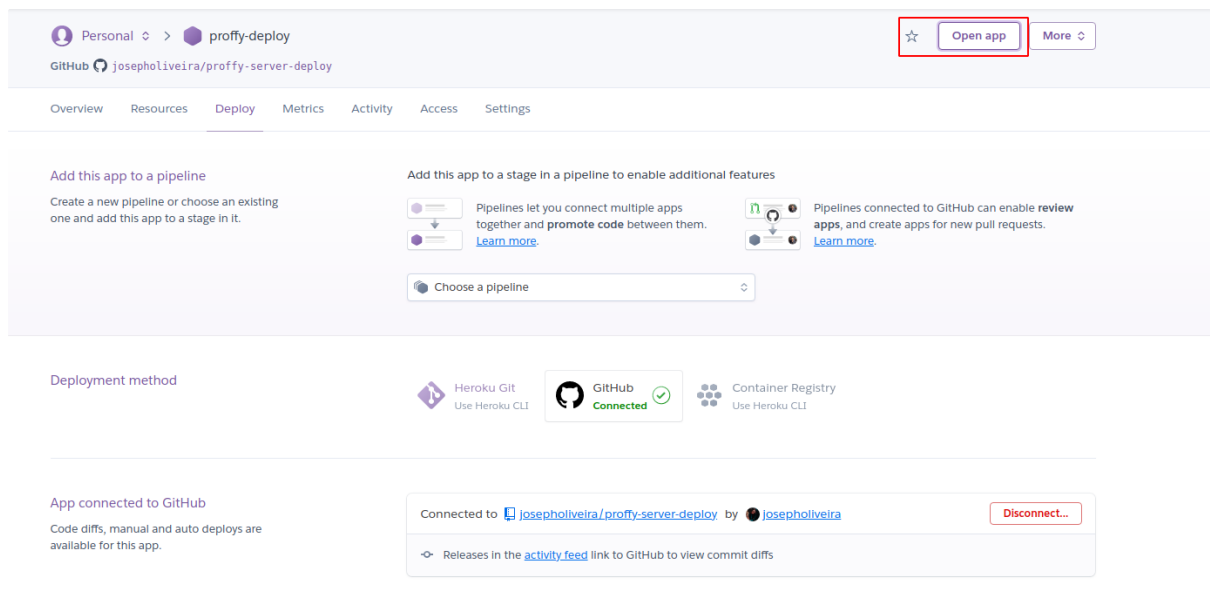 Personal > proffy-deploy
Open app
More
GitHub josepholiveira/proffy-server-deploy
Overview Resources Deploy Metrics Activity Access Settings
Add this app to a pipeline
Create a new pipeline or choose an existing
one and add this app to a stage in it.
Add this app to a stage in a pipeline to enable additional features
Pipelines let you connect multiple apps
together and promote code between them.
Learn more.
Pipelines connected to GitHub can enable review
apps, and create apps for new pull requests.
Learn more.
Choose a pipeline
Deployment method
Heroku Git
Use Heroku CLI
GitHub
Connected
Container Registry
Use Heroku CLI
App connected to GitHub
Code diffs, manual and auto deploys are
available for this app.
Connected to josepholiveira/proffy-server-deploy by josepholiveira
Disconnect...
Releases in the activity feed link to GitHub to view commit diffs